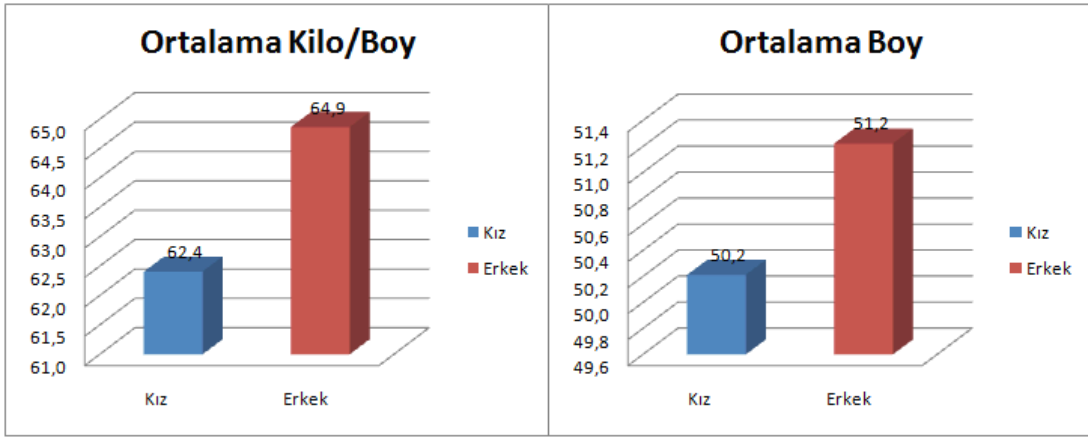 Ortalama Kilo/Boy
65,0
64,5
64,0
63,5
63,0
62,5
62,0
61,5
61,0
62,4
64,9
Kız
Erkek
Kız
Erkek
Ortalama Boy
51,4
51,2
51,0
50,8
50,6
50,4
50,2
50,0
49,8
49,6
50,2
51,2
Kız
Erkek
Kız
Erkek